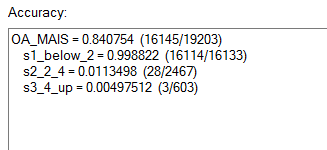 Accuracy:
OA_MAIS = 0.840754 (16145/19203)
s1_below_2 = 0.998822 (16114/16133)
s2_2_4 = 0.0113498 (28/2467)
s3_4_up = 0.00497512 (3/603)